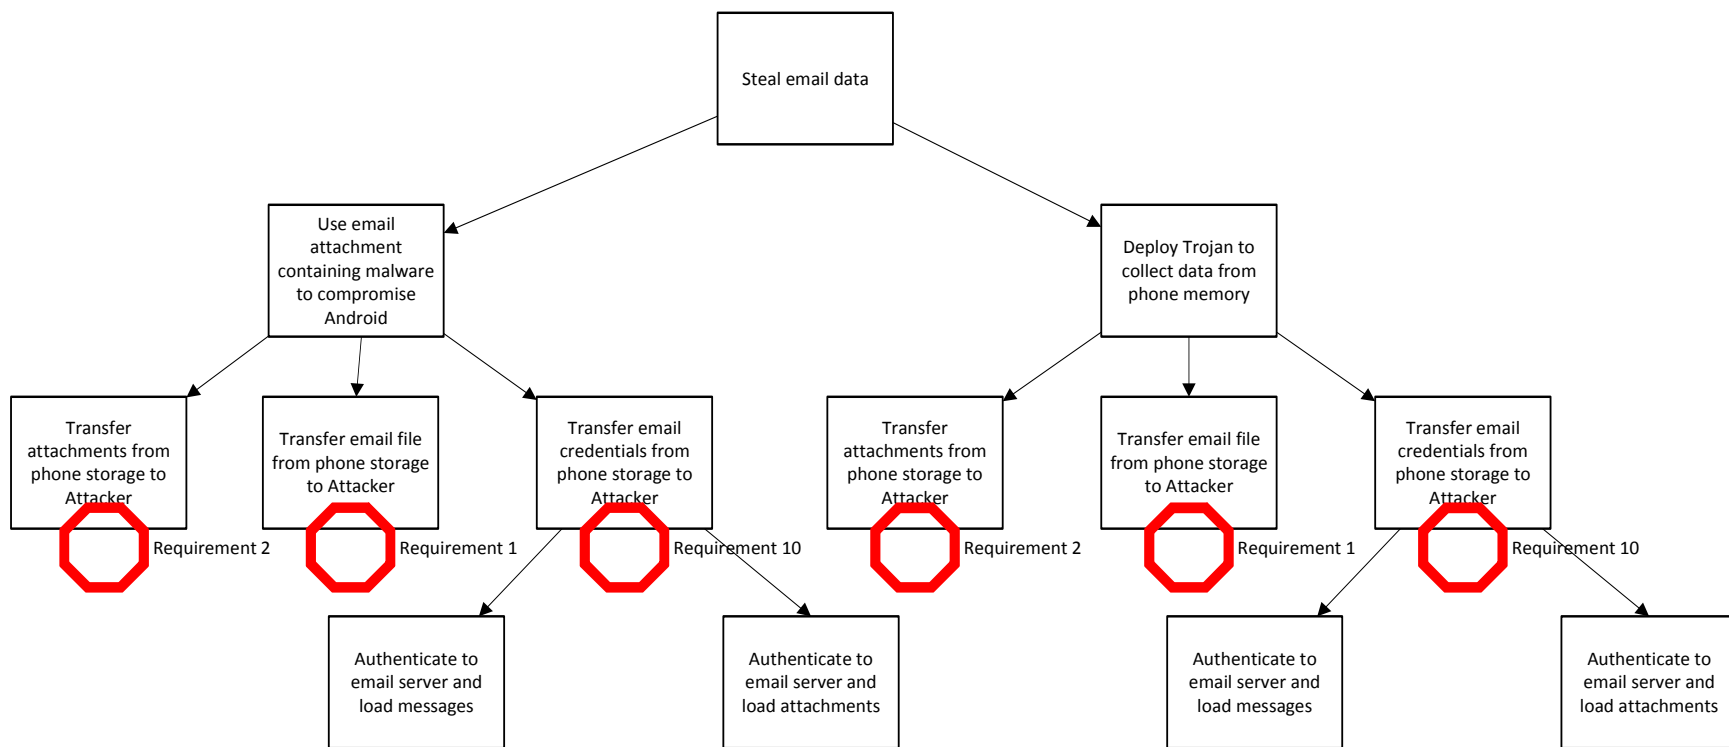 Steal email data
Use email
attachment
containing malware
to compromise
Android
Deploy Trojan to
collect data from
phone memory
Transfer
attachments from
phone storage to
Attacker
Transfer email file
from phone storage
to Attacker
Transfer email
credentials from
phone storage to
Attacker
Transfer
attachments from
phone storage to
Attacker
Transfer email file
from phone storage
to Attacker
Transfer email
credentials from
phone storage to
Attacker
Requirement 2
Requirement 1
Requirement 10
Requirement 2
Requirement 1
Requirement 10
Authenticate to
email server and
load messages
Authenticate to
email server and
load attachments
Authenticate to
email server and
load messages
Authenticate to
email server and
load attachments